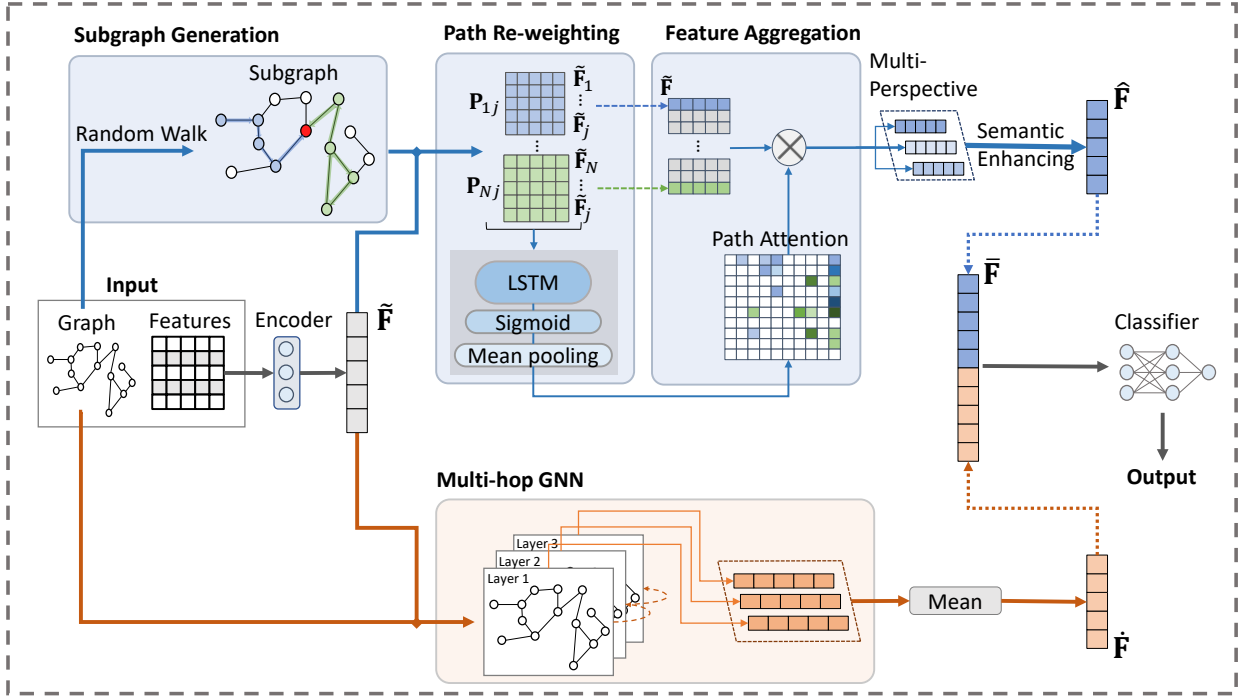 Subgraph Generation
Path Re-weighting
Feature Aggregation
Subgraph
Random Walk
P₁ⱼ
F̃₁
⋮
F̃ⱼ
⋮
P_Nj
F̃_N
⋮
F̃ⱼ
F̃
Multi-
Perspective
Semantic
Enhancing
F̂
LSTM
Sigmoid
Mean pooling
Path Attention
Input
Graph
Features
Encoder
F̃
F̄
Classifier
Output
Multi-hop GNN
Layer 3
Layer 2
Layer 1
Mean
Ḟ